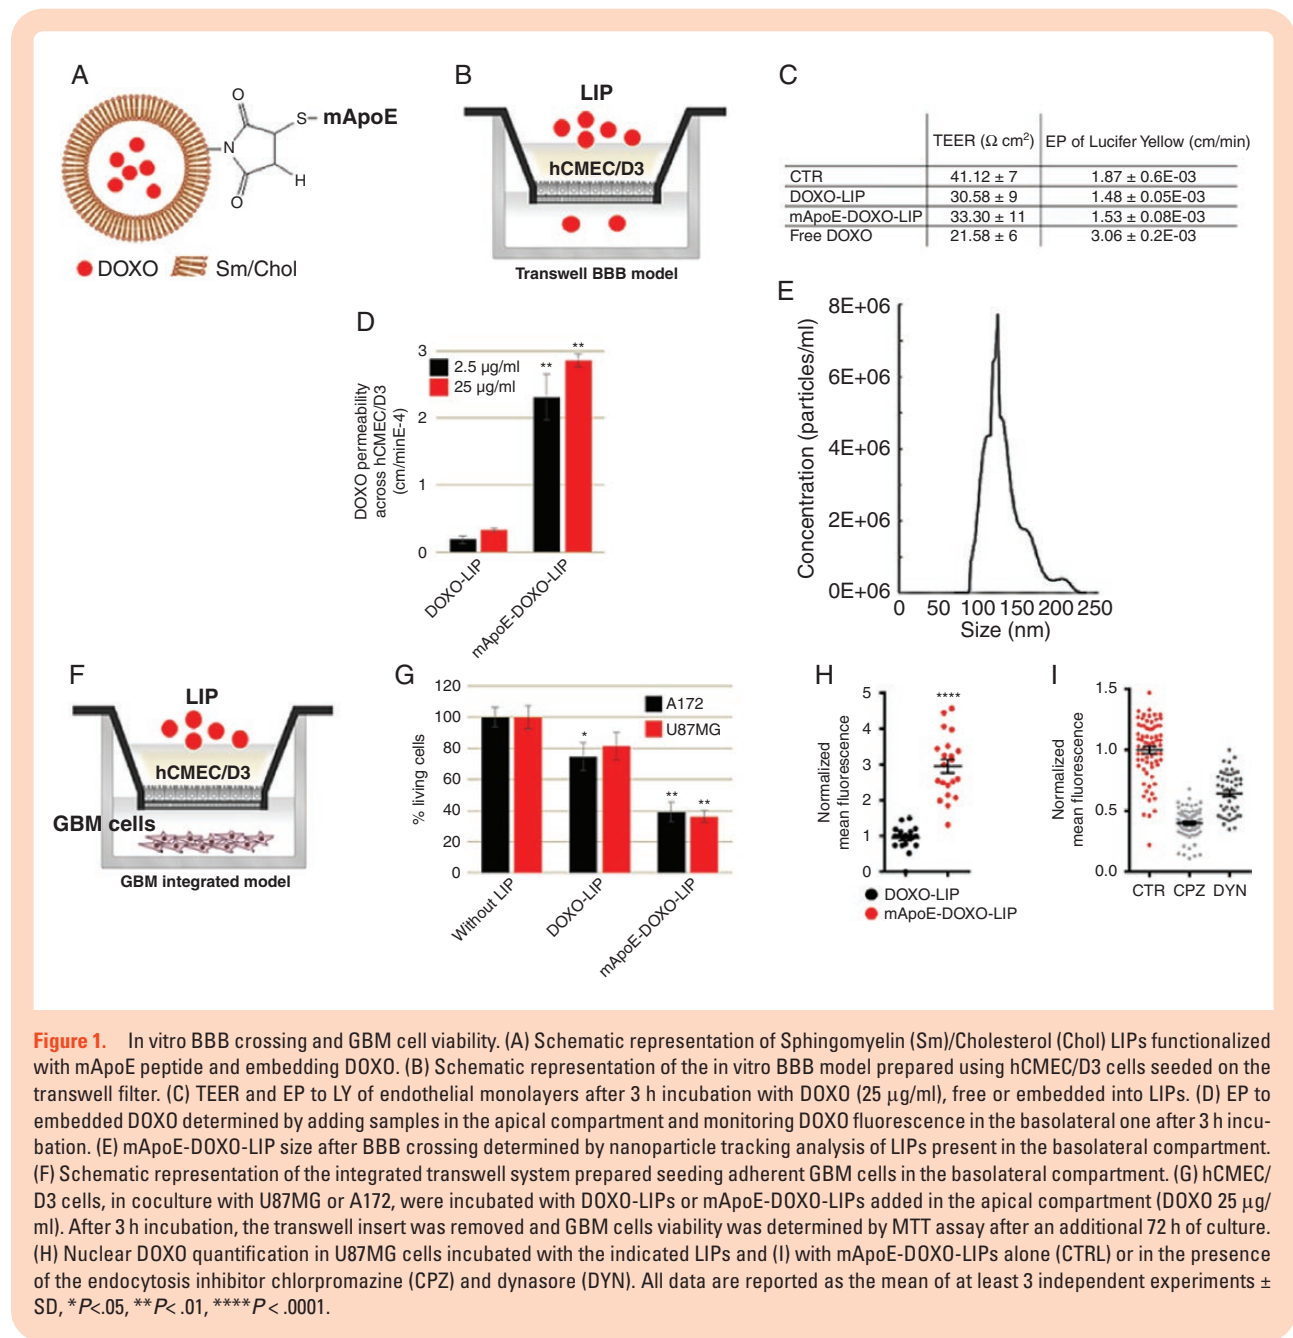 A
O
N
O
S
mApoE
H
DOXO
Sm/Chol
B
LIP
hCMEC/D3
Transwell BBB model
C
TEER (Ω cm²) EP of Lucifer Yellow (cm/min)
CTR 41.12 ± 7 1.87 ± 0.6E-03
DOXO-LIP 30.58 ± 9 1.48 ± 0.05E-03
mApoE-DOXO-LIP 33.30 ± 11 1.53 ± 0.08E-03
Free DOXO 21.58 ± 6 3.06 ± 0.2E-03
D
DOXO permeability
across hCMEC/D3
(cm/minE-4)
3
2
1
0
2.5 µg/ml
25 µg/ml
**
**
DOXO-LIP
mApoE-DOXO-LIP
E
Concentration (particles/ml)
8E+06
6E+06
4E+06
2E+06
0E+06
0 50 100 150 200 250
Size (nm)
F
LIP
hCMEC/D3
GBM cells
GBM integrated model
G
% living cells
120
100
80
60
40
20
0
A172
U87MG
*
**
**
Without LIP
DOXO-LIP
mApoE-DOXO-LIP
H
Normalized
mean fluorescence
5
4
3
2
1
0
****
DOXO-LIP
mApoE-DOXO-LIP
I
Normalized
mean fluorescence
1.5
1.0
0.5
0.0
CTR CPZ DYN
Figure 1. In vitro BBB crossing and GBM cell viability. (A) Schematic representation of Sphingomyelin (Sm)/Cholesterol (Chol) LIPs functionalized
with mApoE peptide and embedding DOXO. (B) Schematic representation of the in vitro BBB model prepared using hCMEC/D3 cells seeded on the
transwell filter. (C) TEER and EP to LY of endothelial monolayers after 3 h incubation with DOXO (25 µg/ml), free or embedded into LIPs. (D) EP to
embedded DOXO determined by adding samples in the apical compartment and monitoring DOXO fluorescence in the basolateral one after 3 h incu-
bation. (E) mApoE-DOXO-LIP size after BBB crossing determined by nanoparticle tracking analysis of LIPs present in the basolateral compartment.
(F) Schematic representation of the integrated transwell system prepared seeding adherent GBM cells in the basolateral compartment. (G) hCMEC/
D3 cells, in coculture with U87MG or A172, were incubated with DOXO-LIPs or mApoE-DOXO-LIPs added in the apical compartment (DOXO 25 µg/
ml). After 3 h incubation, the transwell insert was removed and GBM cells viability was determined by MTT assay after an additional 72 h of culture.
(H) Nuclear DOXO quantification in U87MG cells incubated with the indicated LIPs and (I) with mApoE-DOXO-LIPs alone (CTRL) or in the presence
of the endocytosis inhibitor chlorpromazine (CPZ) and dynasore (DYN). All data are reported as the mean of at least 3 independent experiments ±
SD, *P<.05, **P< .01, ****P < .0001.